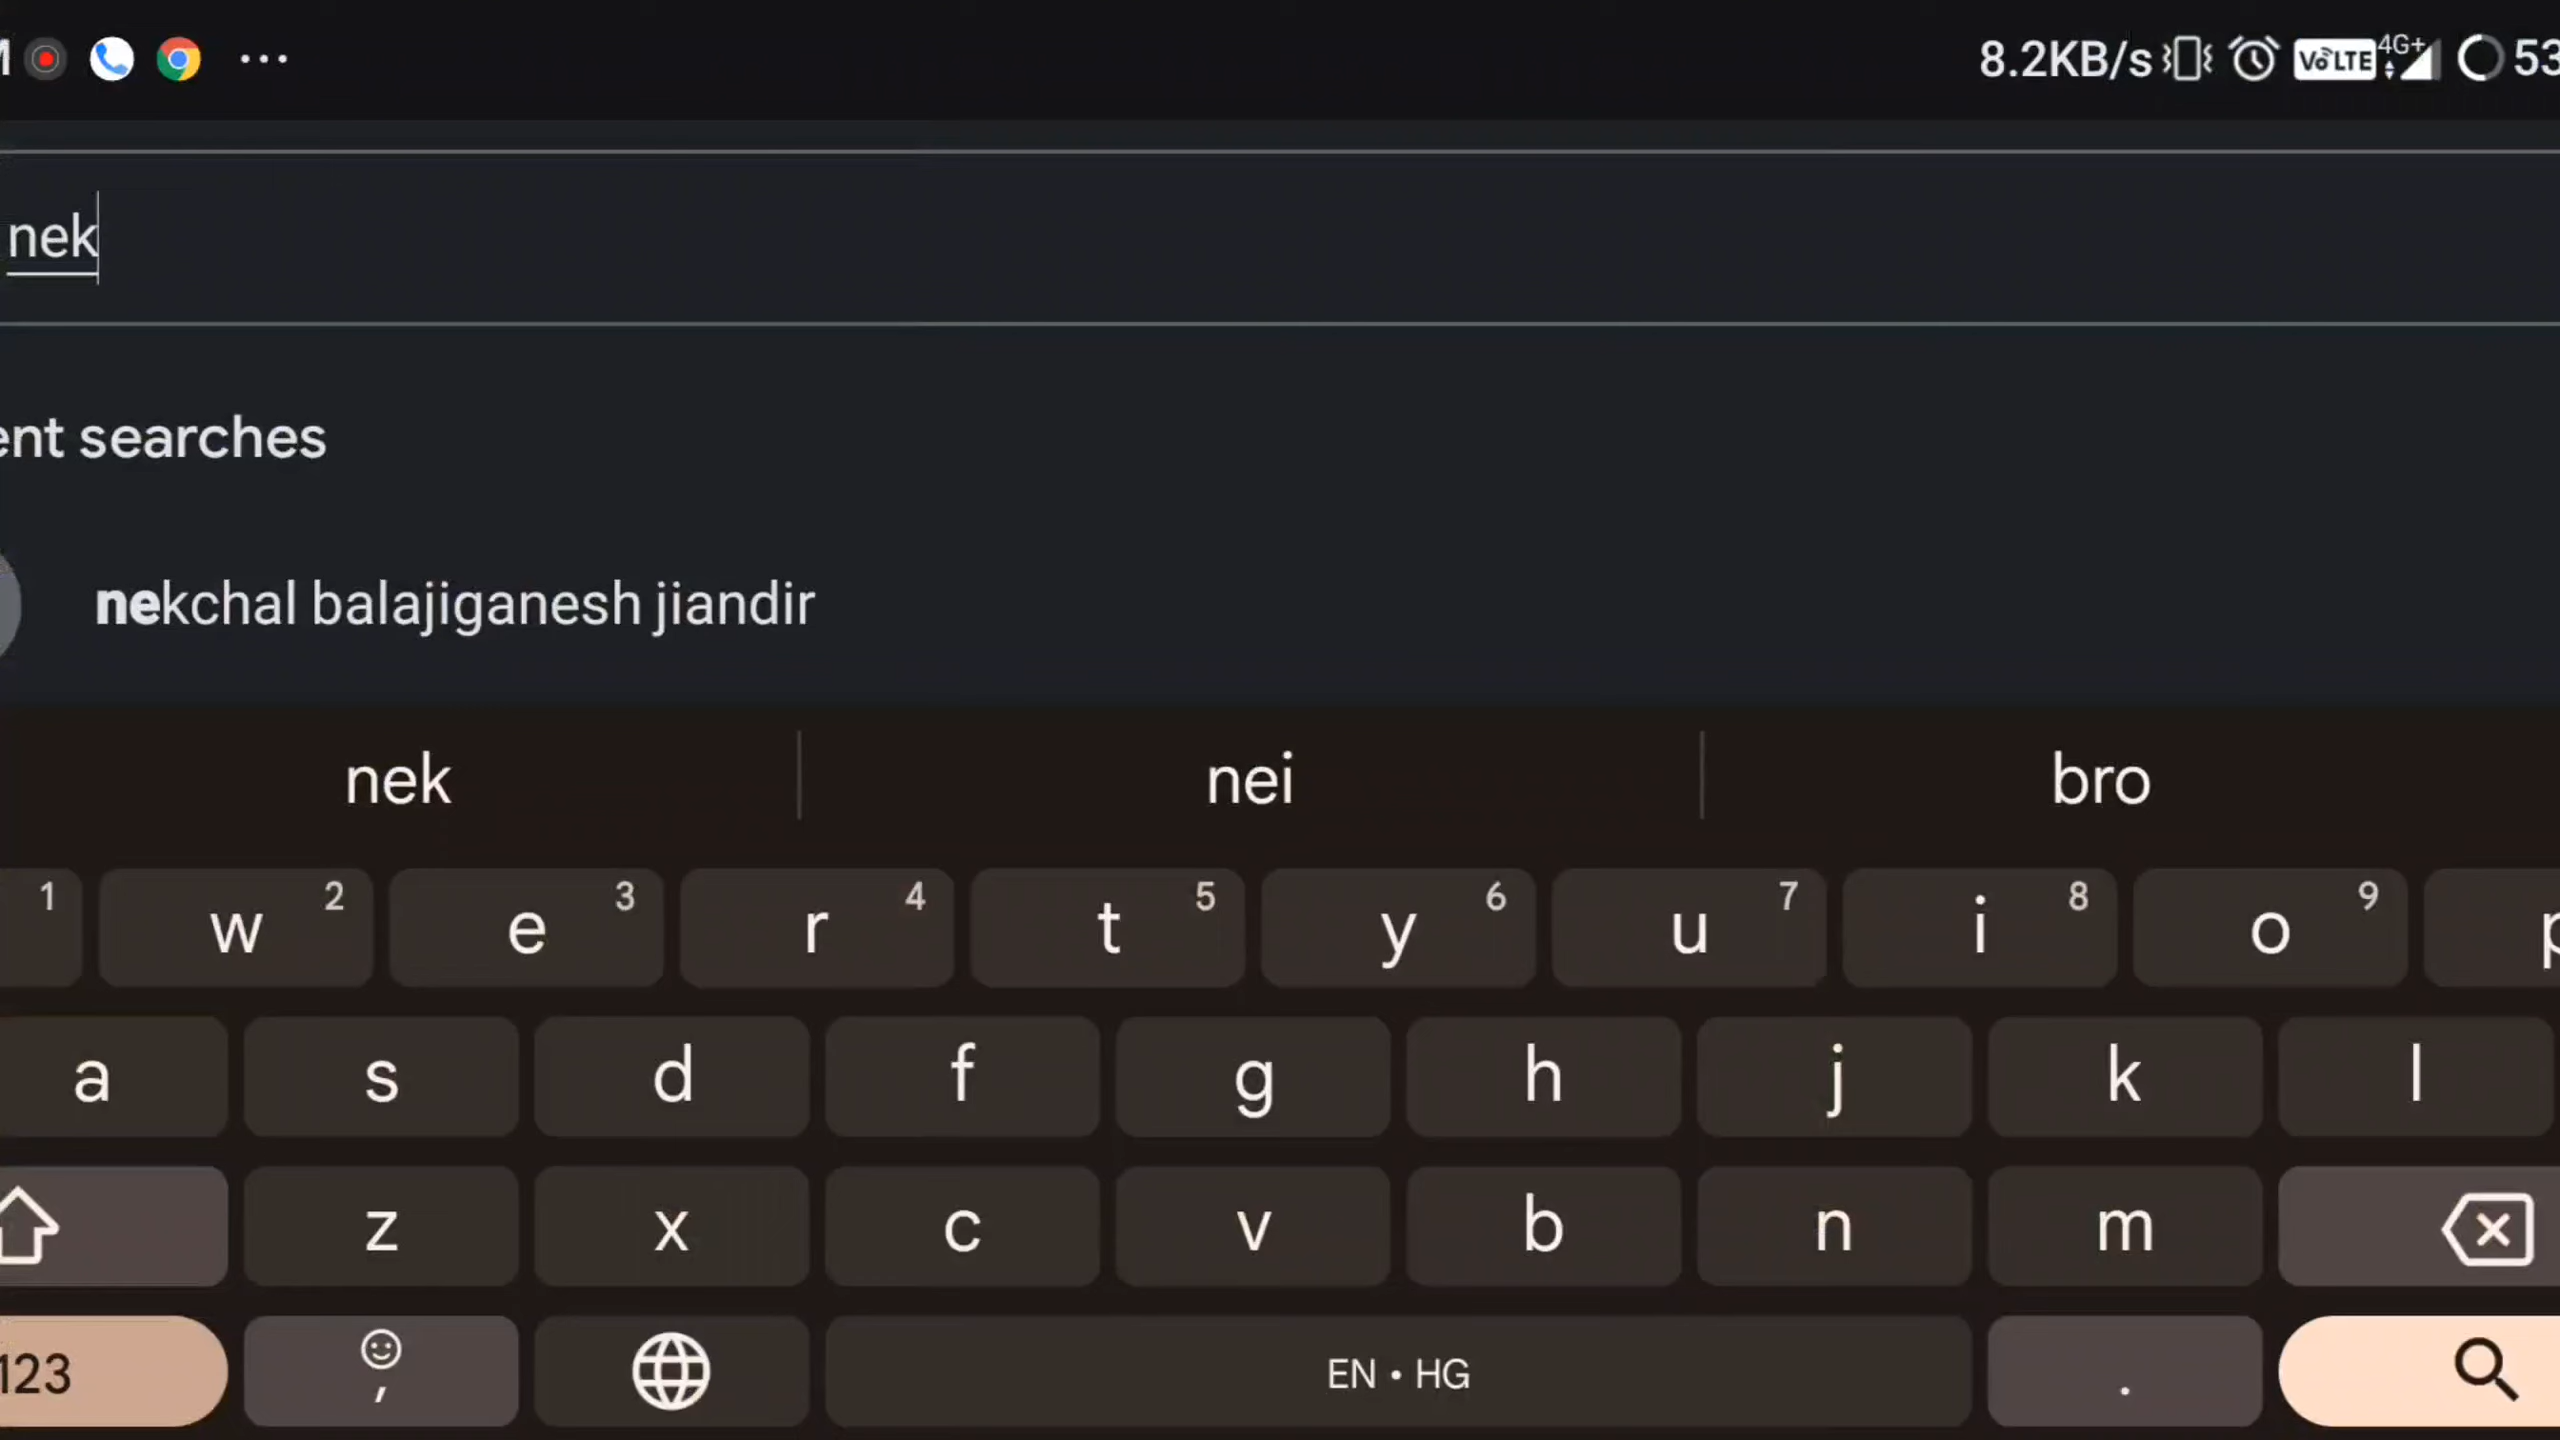 8.2KB/s VoLTE 4G+ 53
nek
ent searches
nekchal balajiganesh jiandir
nek nei bro
1 w 2 e 3 r 4 t 5 y 6 u 7 i 8 o 9 p
a s d f g h j k l
z x c v b n m
123 , EN • HG .